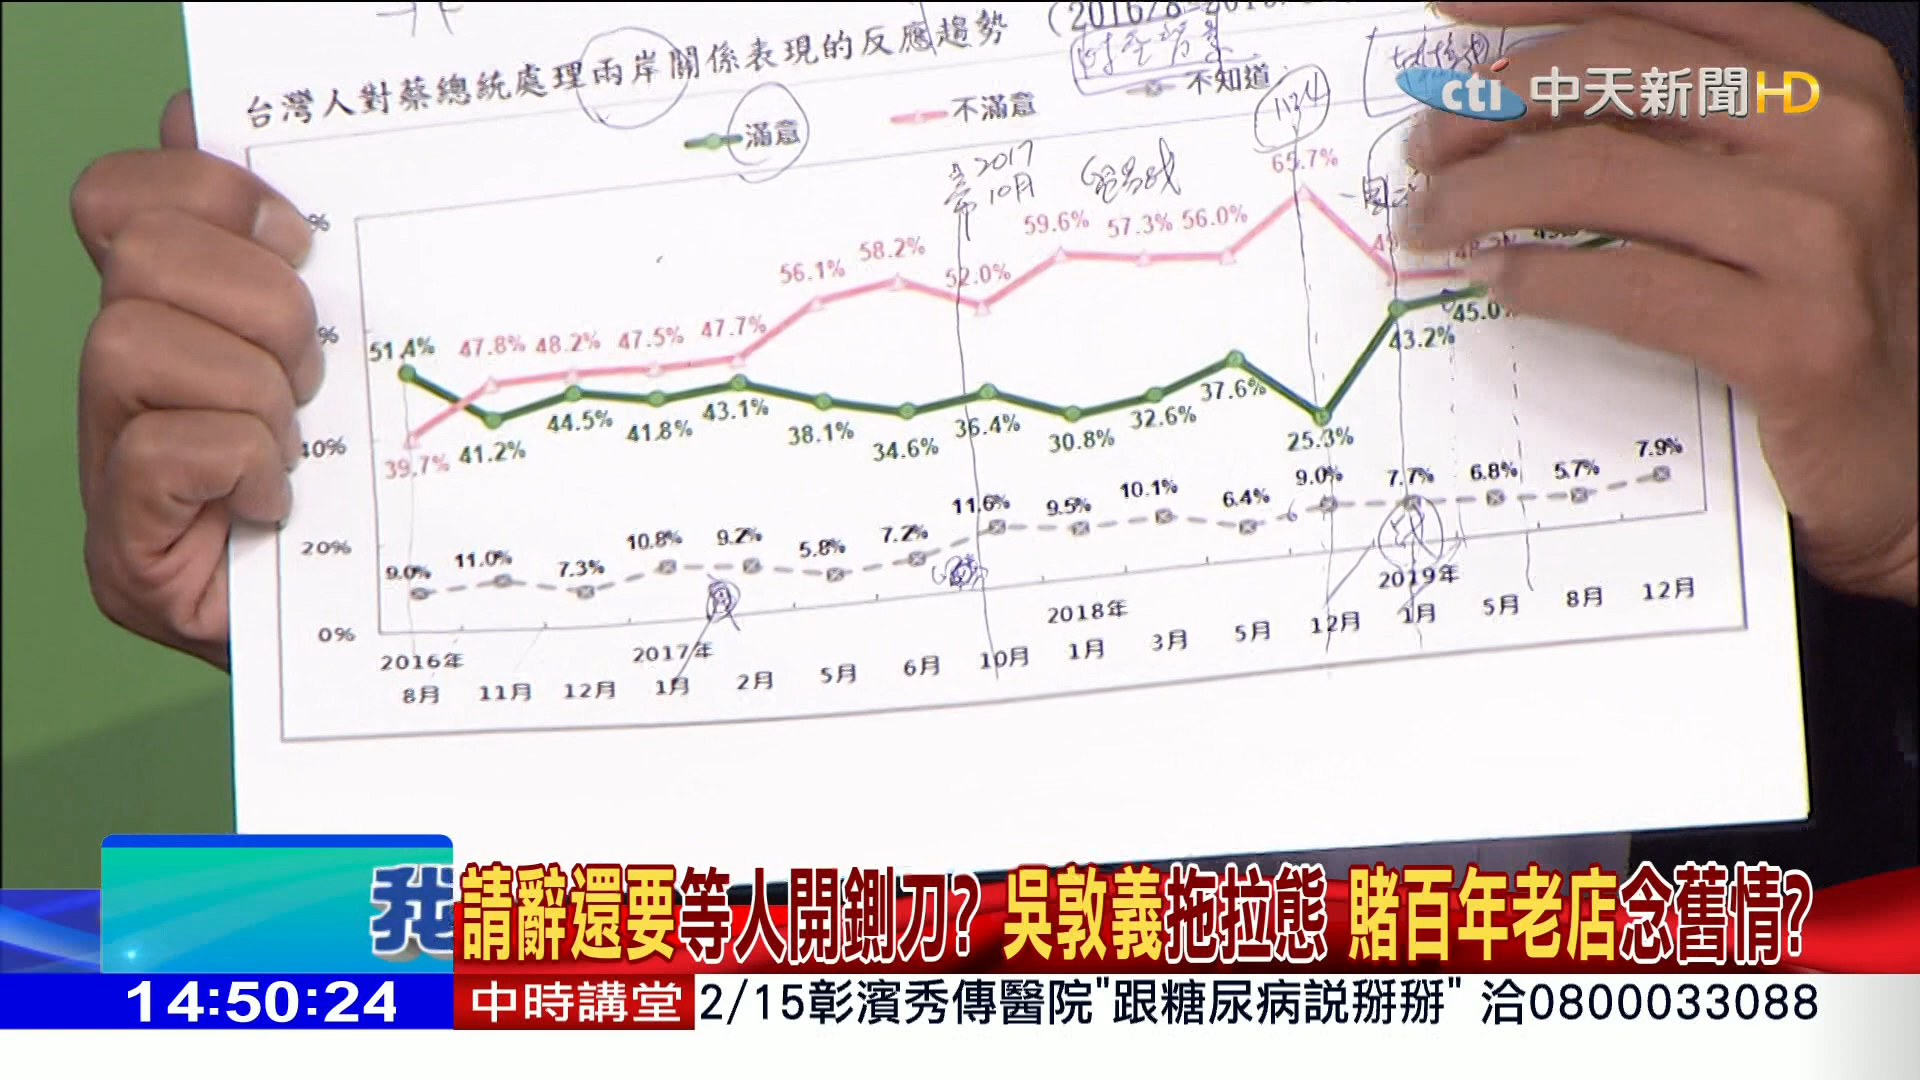 台灣人對蔡總統處理兩岸關係表現的反應趨勢
滿意 不滿意 不知道
1124
2017
10月
65.7%
59.6% 57.3% 56.0%
56.1% 58.2% 52.0%
47.8% 48.2% 47.5% 47.7%
51.4%
39.7% 41.2% 44.5% 41.8% 43.1% 38.1% 34.6% 36.4% 30.8% 32.6% 37.6% 25.3% 43.2% 45.0
9.0% 11.0% 7.3% 10.8% 9.2% 5.8% 7.2% 11.6% 9.5% 10.1% 6.4% 9.0% 7.7% 6.8% 5.7% 7.9%
40%
20%
0%
2016年 2017年 2018年 2019年
8月 11月 12月 1月 2月 5月 6月 10月 1月 3月 5月 12月 1月 5月 8月 12月
cti 中天新聞HD
我
請辭還要等人開鍘刀? 吳敦義拖拉態 賭百年老店念舊情?
14:50:24
中時講堂 2/15彰濱秀傳醫院"跟糖尿病說掰掰" 洽0800033088